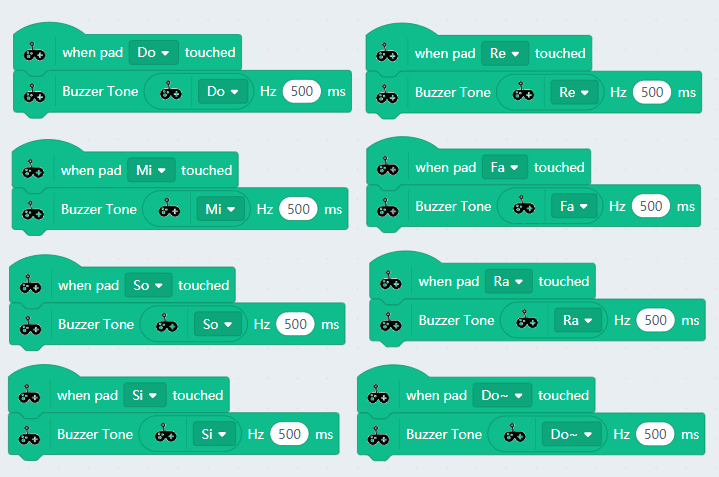 when pad Do touched
Buzzer Tone Do Hz 500 ms
when pad Re touched
Buzzer Tone Re Hz 500 ms
when pad Mi touched
Buzzer Tone Mi Hz 500 ms
when pad Fa touched
Buzzer Tone Fa Hz 500 ms
when pad So touched
Buzzer Tone So Hz 500 ms
when pad Ra touched
Buzzer Tone Ra Hz 500 ms
when pad Si touched
Buzzer Tone Si Hz 500 ms
when pad Do~ touched
Buzzer Tone Do~ Hz 500 ms